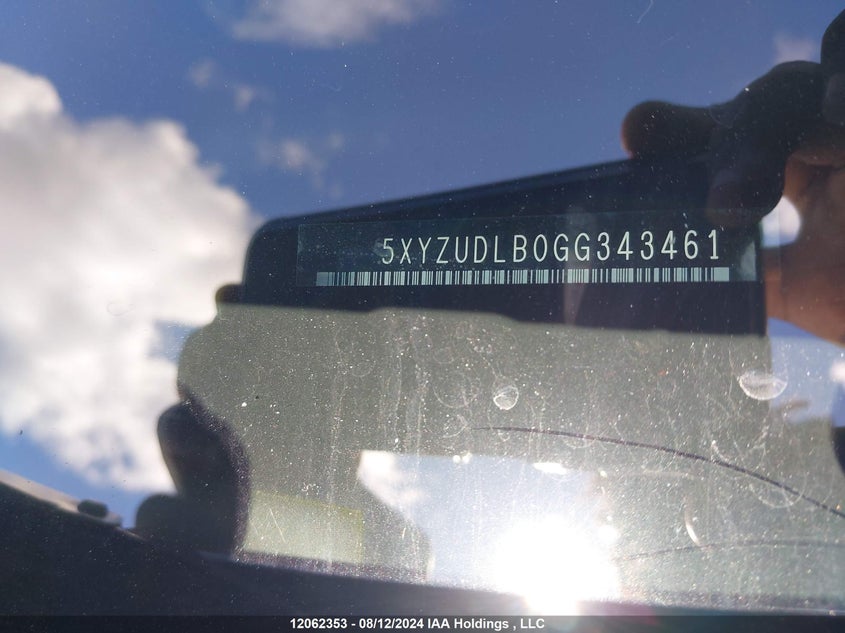 5XYZUDLB0GG343461
12062353 - 08/12/2024 IAA Holdings , LLC